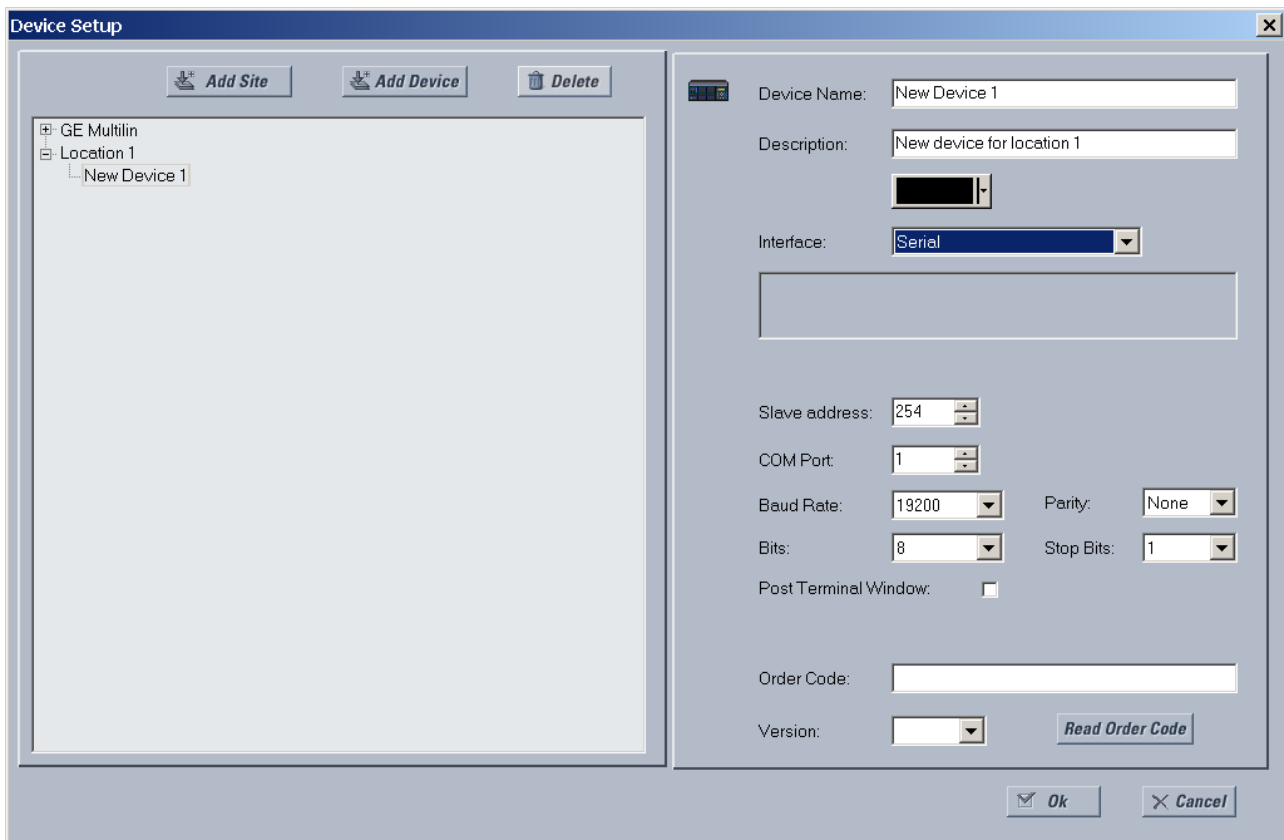 Device Setup
Add Site
Add Device
Delete
GE Multilin
Location 1
New Device 1
Device Name: New Device 1
Description: New device for location 1
Interface: Serial
Slave address: 254
COM Port: 1
Baud Rate: 19200 Parity: None
Bits: 8 Stop Bits: 1
Post Terminal Window:
Order Code:
Version: Read Order Code
Ok Cancel